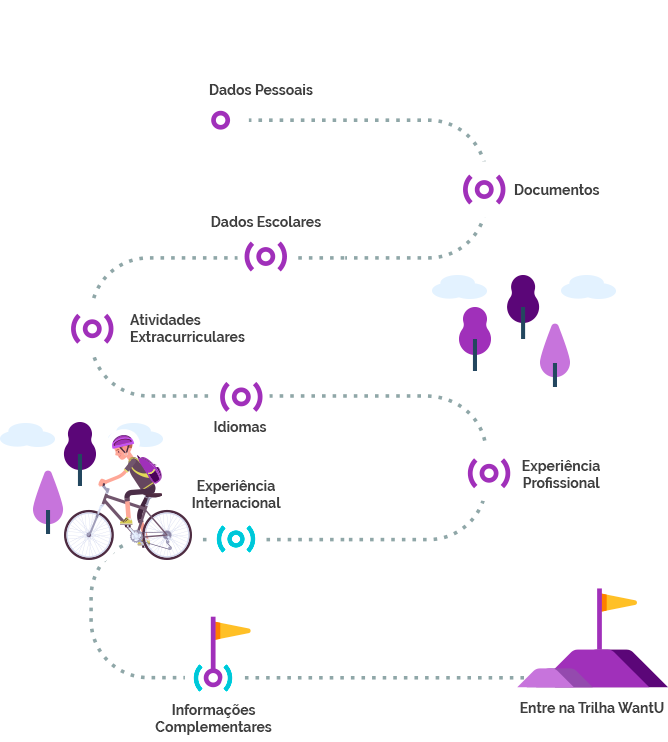 Dados Pessoais
Documentos
Dados Escolares
Atividades
Extracurriculares
Idiomas
Experiência
Profissional
Experiência
Internacional
Informações
Complementares
Entre na Trilha WantU